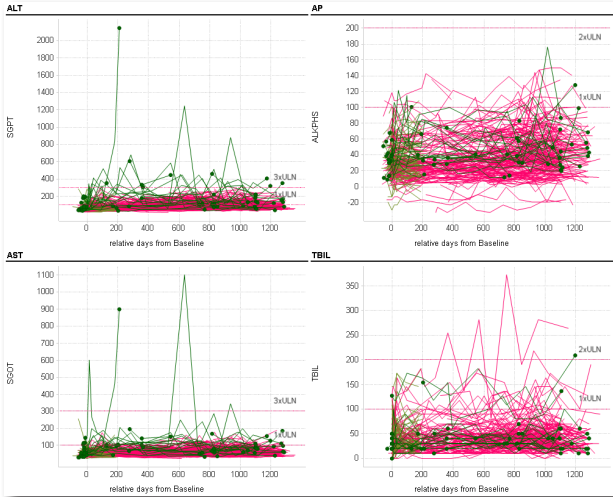 ALT
AP
2000
1800
1600
1400
1200
1000
800
600
400
200
SGPT
3xULN
1xULN
0 200 400 600 800 1000 1200
relative days from Baseline
200
180
160
140
120
100
80
60
40
20
0
-20
ALKPHS
2xULN
1xULN
0 200 400 600 800 1000 1200
relative days from Baseline
AST
TBIL
1100
1000
900
800
700
600
500
400
300
200
100
SGOT
3xULN
1xULN
0 200 400 600 800 1000 1200
relative days from Baseline
350
300
250
200
150
100
50
0
TBIL
2xULN
1xULN
0 200 400 600 800 1000 1200
relative days from Baseline